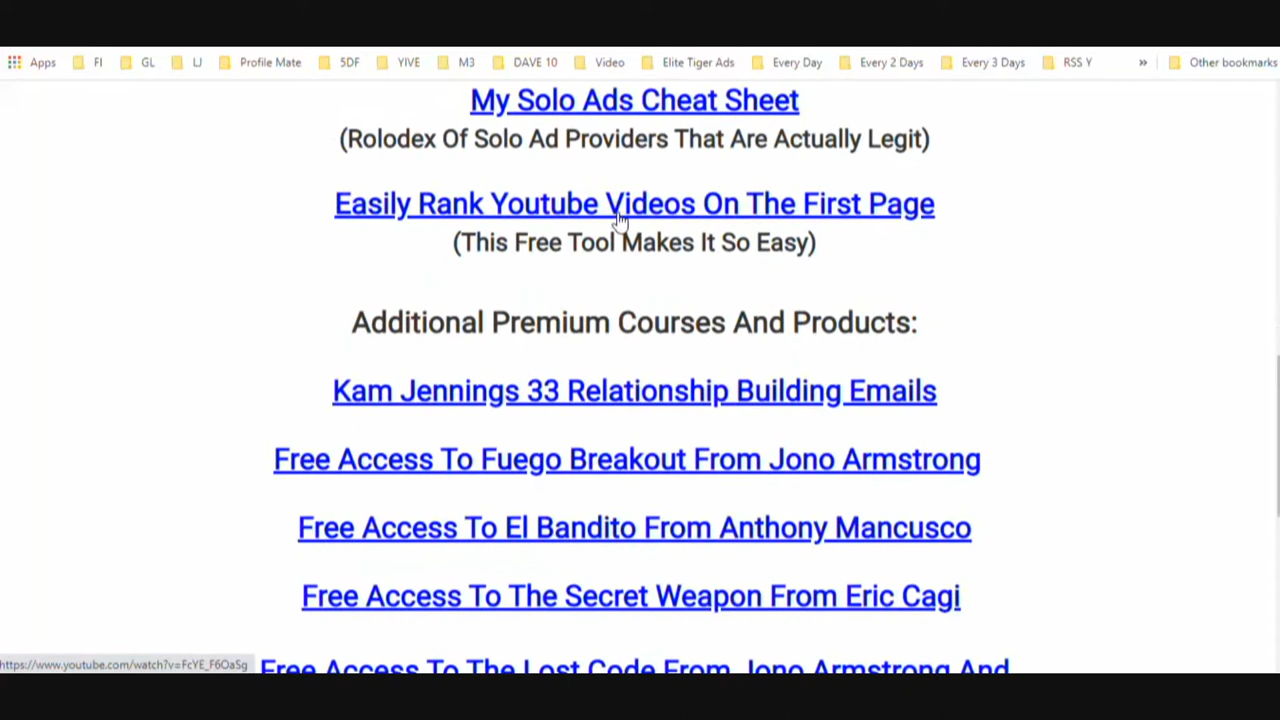 Apps FI GL LJ Profile Mate 5DF YIVE M3 DAVE 10 Video Elite Tiger Ads Every Day Every 2 Days Every 3 Days RSS Y » Other bookmarks
My Solo Ads Cheat Sheet
(Rolodex Of Solo Ad Providers That Are Actually Legit)
Easily Rank Youtube Videos On The First Page
(This Free Tool Makes It So Easy)
Additional Premium Courses And Products:
Kam Jennings 33 Relationship Building Emails
Free Access To Fuego Breakout From Jono Armstrong
Free Access To El Bandito From Anthony Mancusco
Free Access To The Secret Weapon From Eric Cagi
Free Access To The Lost Code From Jono Armstrong And
https://www.youtube.com/watch?v=FcYE_F6OaSg